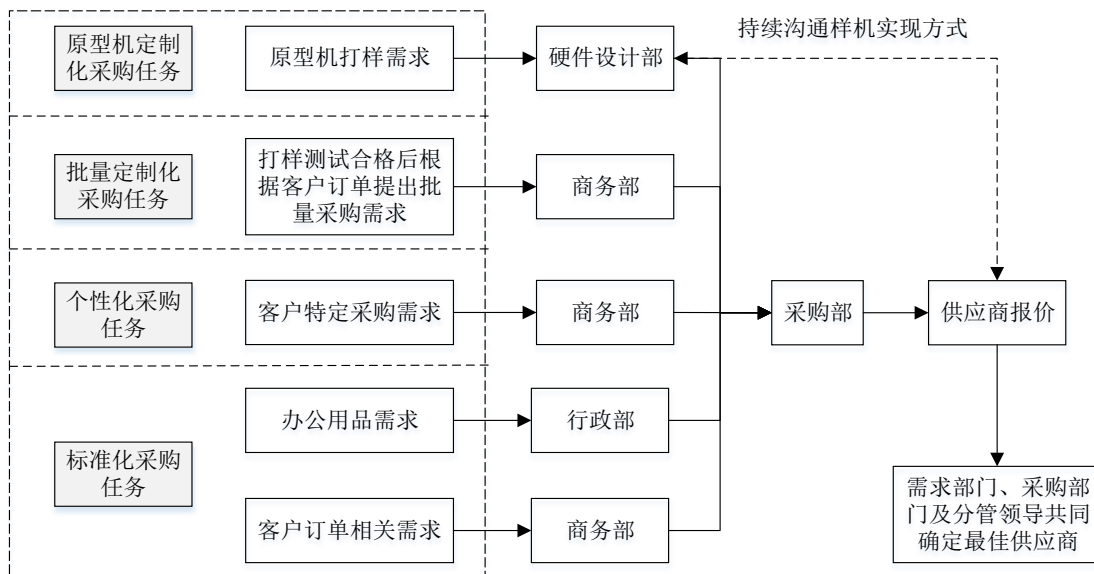 持续沟通样机实现方式
原型机定制
化采购任务
原型机打样需求
硬件设计部
批量定制化
采购任务
打样测试合格后根
据客户订单提出批
量采购需求
商务部
个性化采购
任务
客户特定采购需求
商务部
采购部
供应商报价
标准化采购
任务
办公用品需求
行政部
客户订单相关需求
商务部
需求部门、采购部
门及分管领导共同
确定最佳供应商